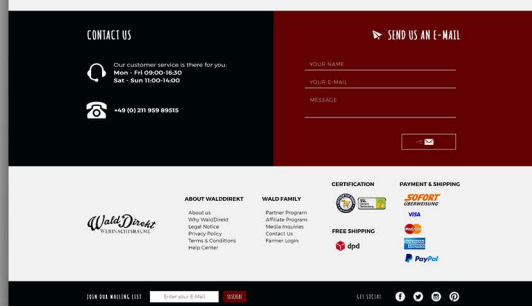 CONTACT US
Our customer service is there for you:
Mon - Fri 09:00-16:30
Sat - Sun 11:00-14:00
+49 (0) 211 959 89515
SEND US AN E-MAIL
YOUR NAME
YOUR E-MAIL
MESSAGE
Wald Direkt
WEIHNACHTSBÄUME
ABOUT WALDDIREKT
About us
Why WaldDirekt
Legal Notice
Privacy Policy
Terms & Conditions
Help Center
WALD FAMILY
Partner Program
Affiliate Program
Media Inquiries
Contact Us
Farmer Login
CERTIFICATION
SSL
FREE SHIPPING
dpd
PAYMENT & SHIPPING
SOFORT
ÜBERWEISUNG
VISA
PayPal
JOIN OUR MAILING LIST
Enter your E-Mail
GET SOCIAL